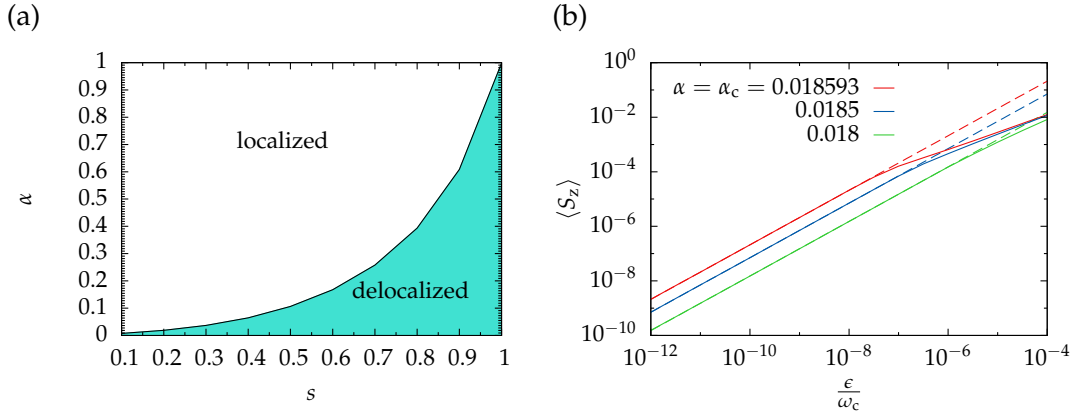 (a)
1
0.9
0.8
0.7
0.6
0.5
0.4
0.3
0.2
0.1
0
α
localized
delocalized
0.1 0.2 0.3 0.4 0.5 0.6 0.7 0.8 0.9 1
s
(b)
10^0
10^-2
10^-4
10^-6
10^-8
10^-10
⟨S_z⟩
α = α_c = 0.018593
0.0185
0.018
10^-12 10^-10 10^-8 10^-6 10^-4
ϵ
ω_c